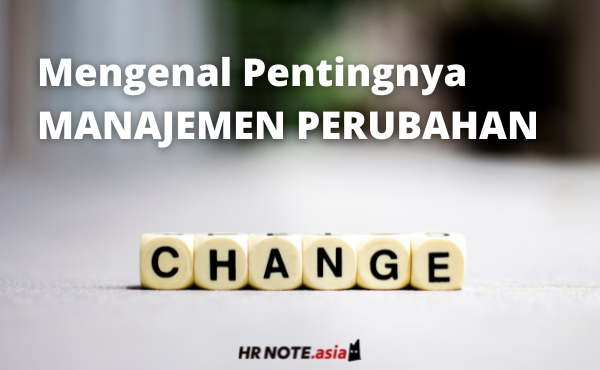 Mengenal Pentingnya
MANAJEMEN PERUBAHAN
CHANGE
HR NOTE.asia